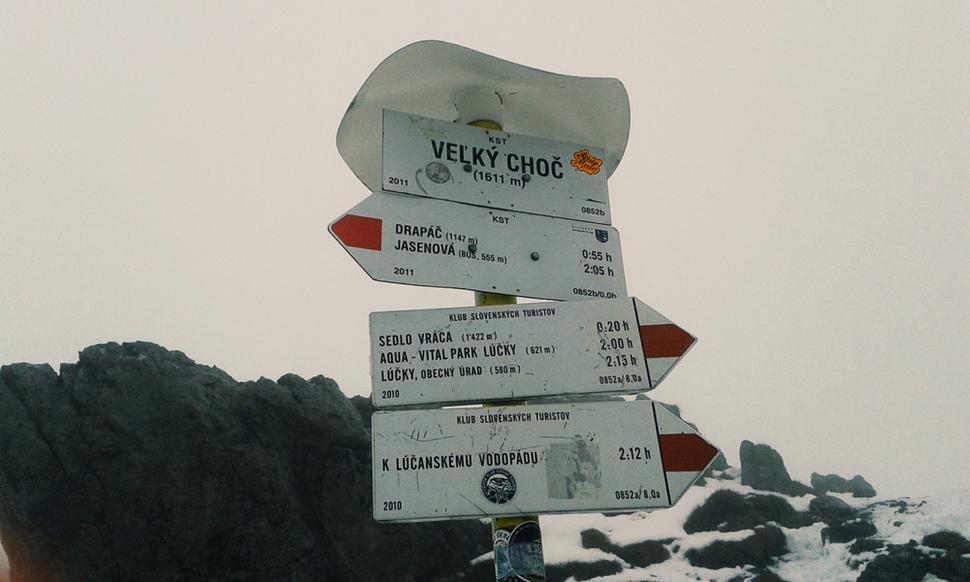 KST
VEĽKÝ CHOČ
(1611 m)
2011
0852b
KST
DRAPÁČ (1147 m) 0:55 h
JASENOVÁ (BUS, 555 m) 2:05 h
2011
0852b/0,0b
KLUB SLOVENSKÝCH TURISTOV
SEDLO VRÁCA (1422 m) 0:20 h
AQUA - VITAL PARK LÚČKY (621 m) 2:00 h
LÚČKY, OBECNÝ ÚRAD (580 m) 2:15 h
2010 0852a/8,0a
KLUB SLOVENSKÝCH TURISTOV
K LÚČANSKÉMU VODOPÁDU 2:12 h
2010 0852a/8,0a